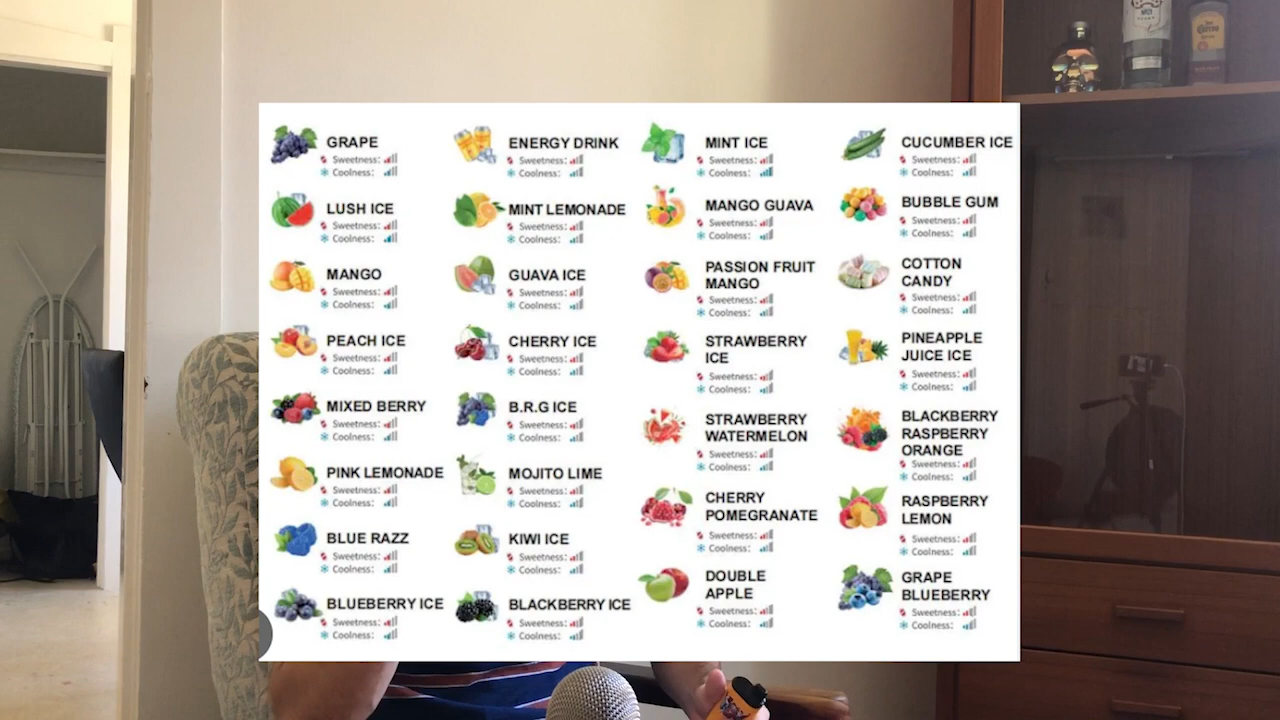 GRAPE
Sweetness:
Coolness:
LUSH ICE
Sweetness:
Coolness:
MANGO
Sweetness:
Coolness:
PEACH ICE
Sweetness:
Coolness:
MIXED BERRY
Sweetness:
Coolness:
PINK LEMONADE
Sweetness:
Coolness:
BLUE RAZZ
Sweetness:
Coolness:
BLUEBERRY ICE
Sweetness:
Coolness:
ENERGY DRINK
Sweetness:
Coolness:
MINT LEMONADE
Sweetness:
Coolness:
GUAVA ICE
Sweetness:
Coolness:
CHERRY ICE
Sweetness:
Coolness:
B.R.G ICE
Sweetness:
Coolness:
MOJITO LIME
Sweetness:
Coolness:
KIWI ICE
Sweetness:
Coolness:
BLACKBERRY ICE
Sweetness:
Coolness:
MINT ICE
Sweetness:
Coolness:
MANGO GUAVA
Sweetness:
Coolness:
PASSION FRUIT
MANGO
Sweetness:
Coolness:
STRAWBERRY
ICE
Sweetness:
Coolness:
STRAWBERRY
WATERMELON
Sweetness:
Coolness:
CHERRY
POMEGRANATE
Sweetness:
Coolness:
DOUBLE
APPLE
Sweetness:
Coolness:
CUCUMBER ICE
Sweetness:
Coolness:
BUBBLE GUM
Sweetness:
Coolness:
COTTON
CANDY
Sweetness:
Coolness:
PINEAPPLE
JUICE ICE
Sweetness:
Coolness:
BLACKBERRY
RASPBERRY
ORANGE
Sweetness:
Coolness:
RASPBERRY
LEMON
Sweetness:
Coolness:
GRAPE
BLUEBERRY
Sweetness:
Coolness: